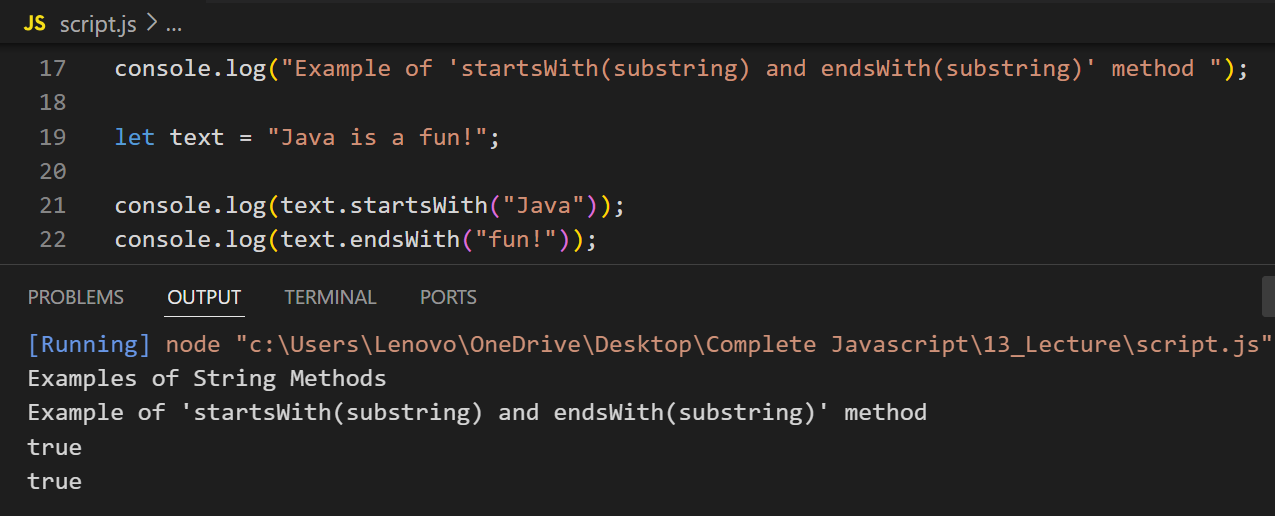 JS script.js > ...
17 console.log("Example of 'startsWith(substring) and endsWith(substring)' method ");
18
19 let text = "Java is a fun!";
20
21 console.log(text.startsWith("Java"));
22 console.log(text.endsWith("fun!"));
PROBLEMS OUTPUT TERMINAL PORTS
[Running] node "c:\Users\Lenovo\OneDrive\Desktop\Complete Javascript\13_Lecture\script.js"
Examples of String Methods
Example of 'startsWith(substring) and endsWith(substring)' method
true
true